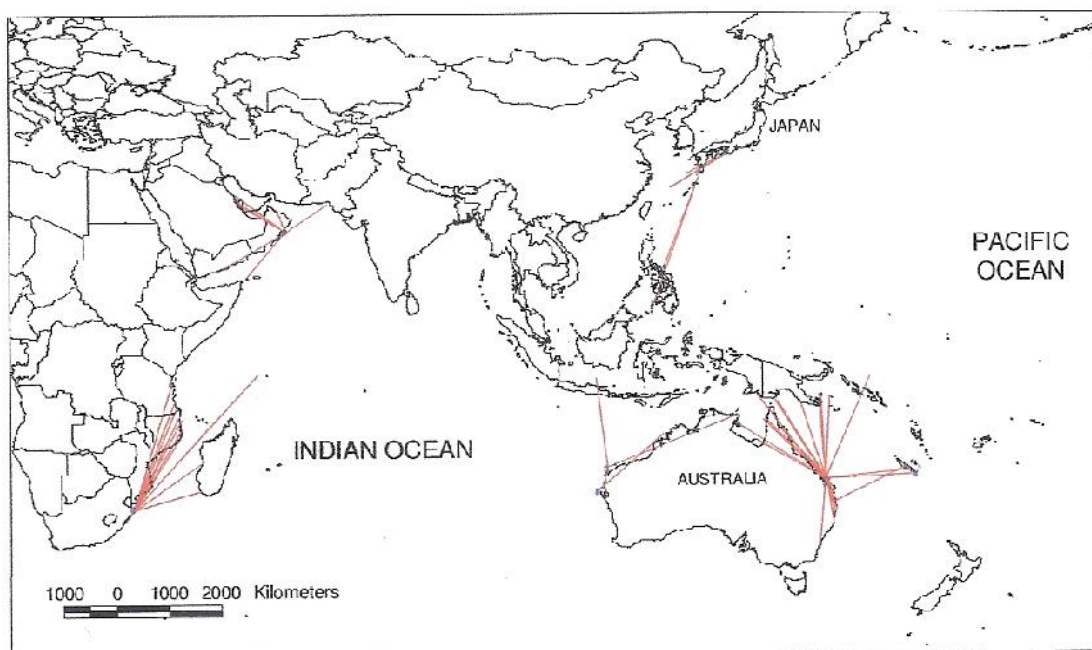 JAPAN
PACIFIC
OCEAN
INDIAN OCEAN
AUSTRALIA
1000 0 1000 2000 Kilometers